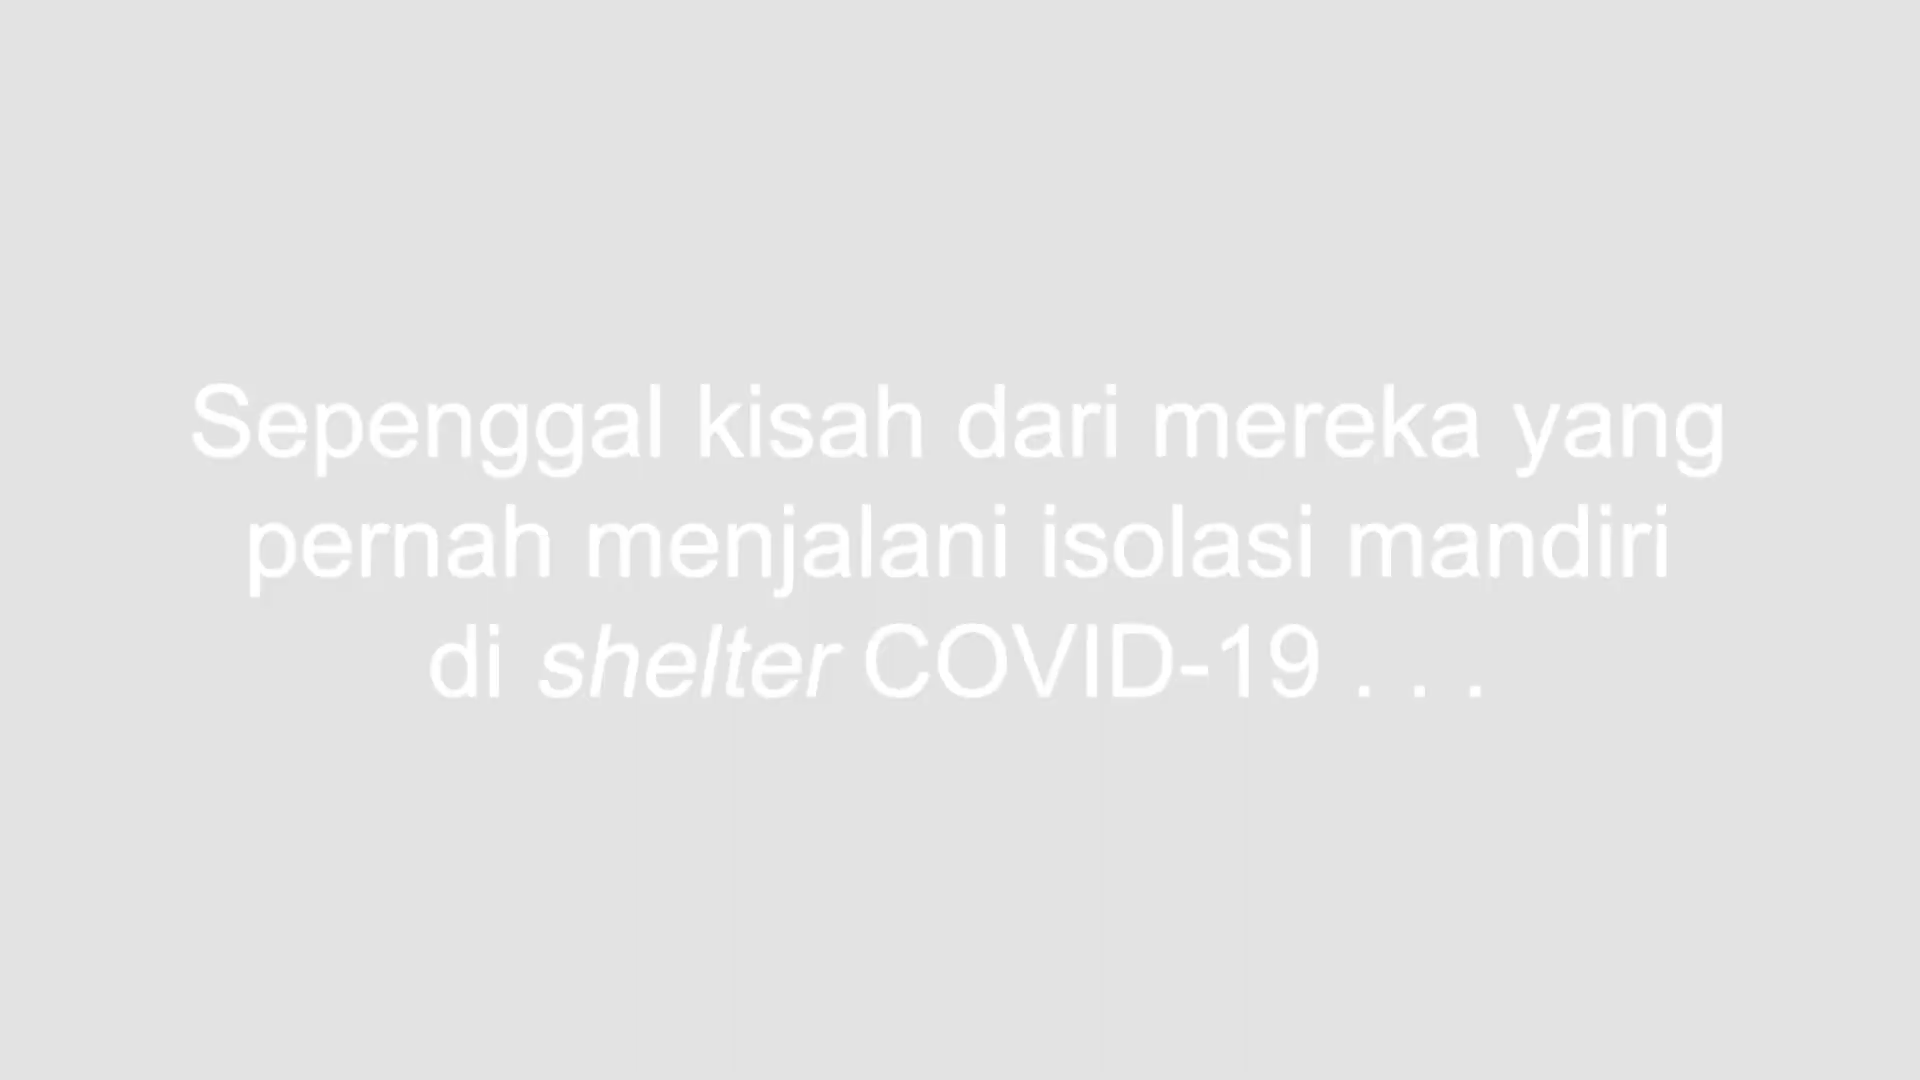 Sepenggal kisah dari mereka yang
pernah menjalani isolasi mandiri
di shelter COVID-19 . . .